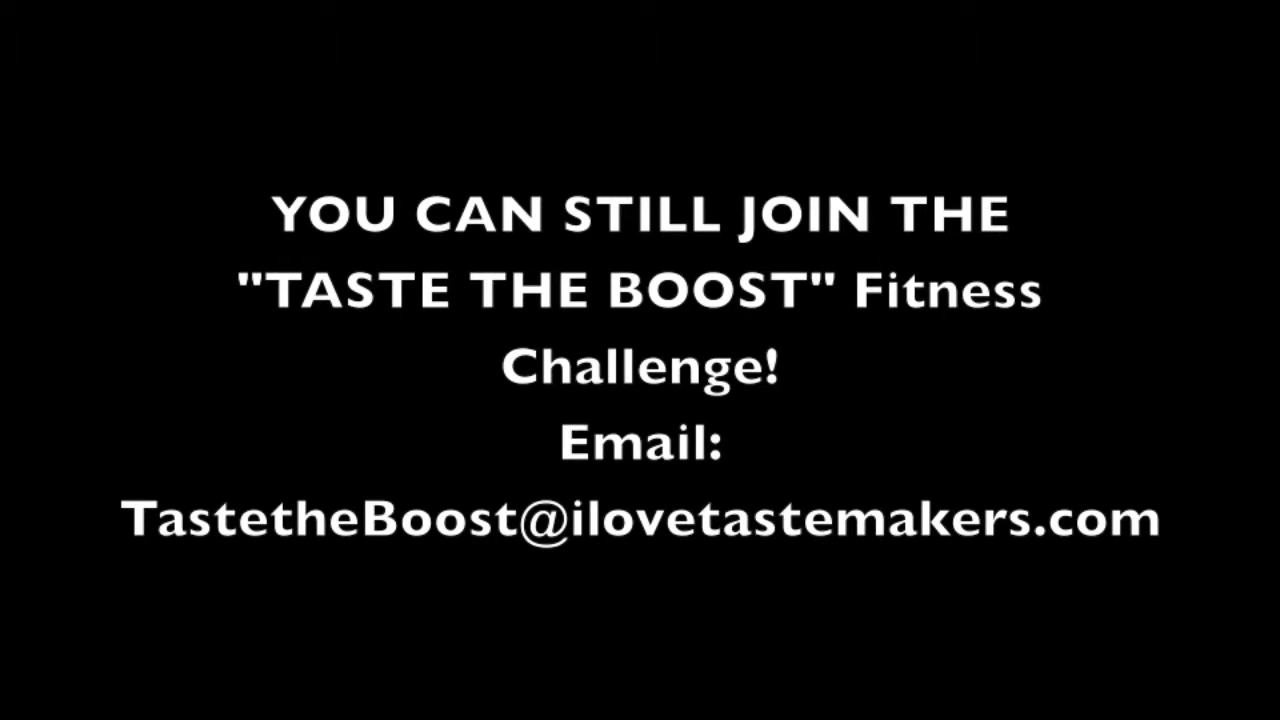 YOU CAN STILL JOIN THE
"TASTE THE BOOST" Fitness
Challenge!
Email:
TastetheBoost@ilovetastemakers.com